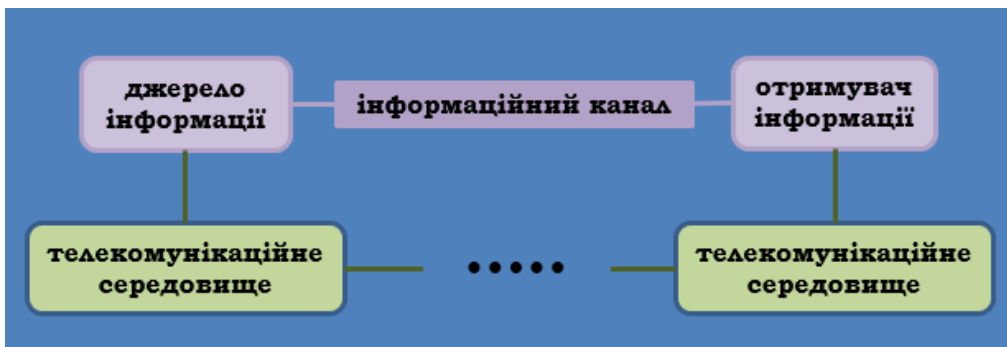 джерело
інформації
інформаційний канал
отримувач
інформації
телекомунікаційне
середовище
.....
телекомунікаційне
середовище